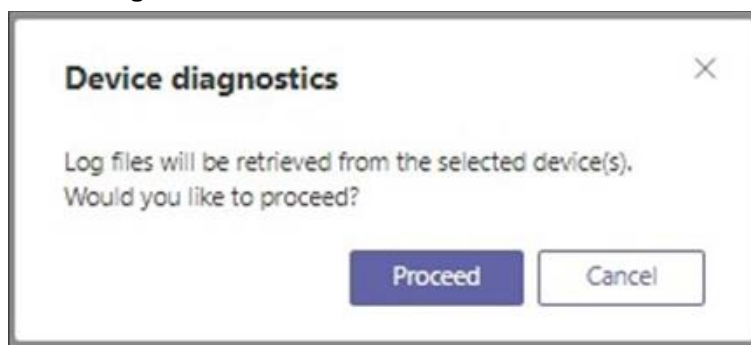 Device diagnostics
Log files will be retrieved from the selected device(s).
Would you like to proceed?
Proceed
Cancel